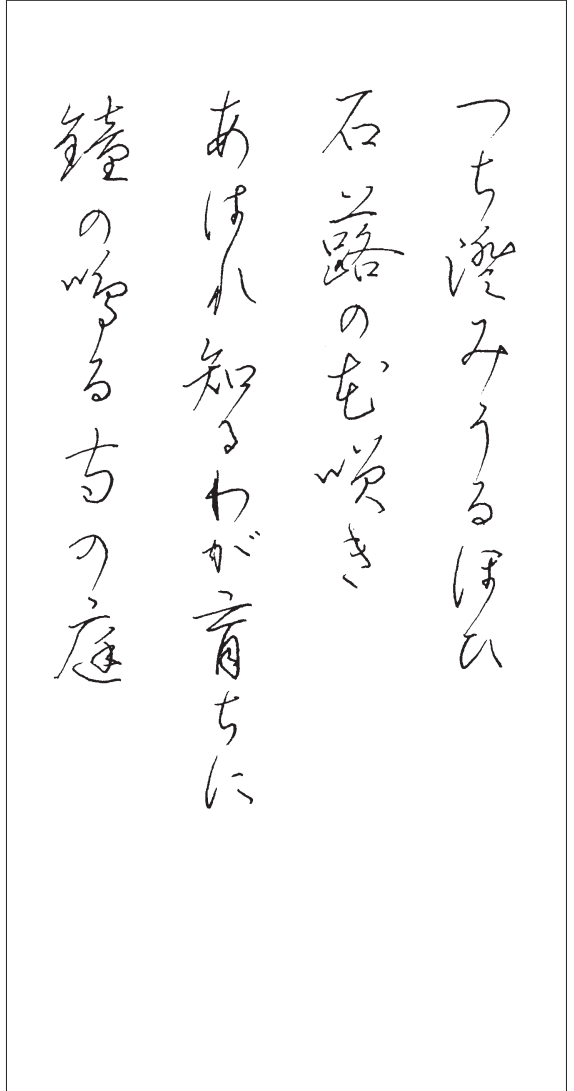 つち澄みうるほひ
石蕗の花咲き
あはれ知るわが育ちに
鐘の鳴る寺の庭